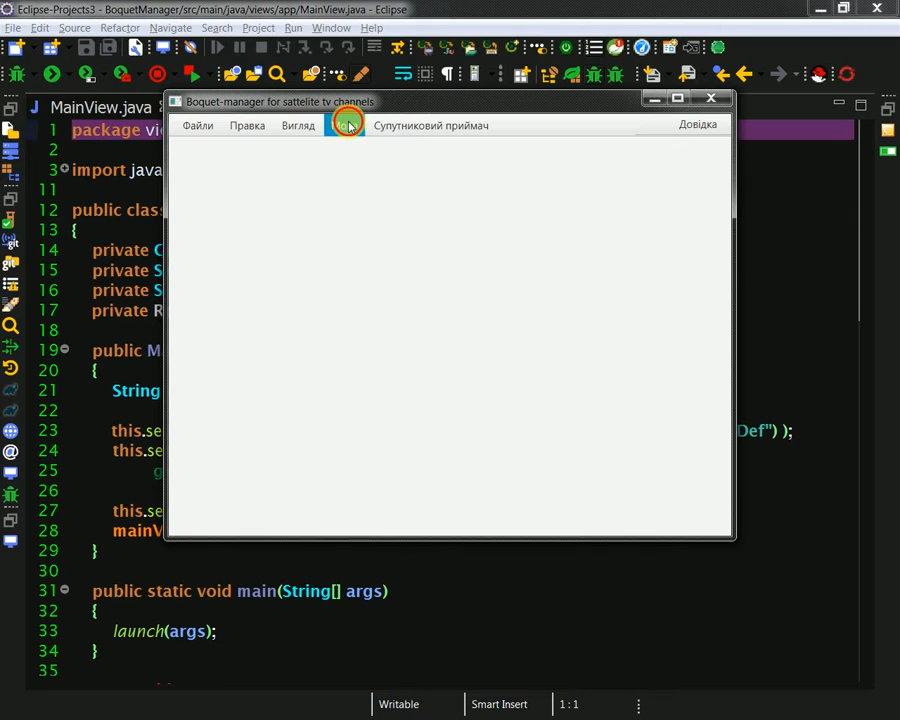 Eclipse-Projects3 - BoquetManager/src/main/java/views/app/MainView.java - Eclipse
File Edit Source Refactor Navigate Search Project Run Window Help
MainView.java
Boquet-manager for sattelite tv channels
Файли Правка Вигляд Супутниковий приймач Довідка
1 package
2
3 import java
11
12 public clas
13 {
14 private C
15 private S
16 private S
17 private R
18
19 public M
20 {
21 String
22
23 this.se Def") );
24 this.se
25 g
26
27 this.se
28 mainV
29 }
30
31 public static void main(String[] args)
32 {
33 launch(args);
34 }
35
Writable Smart Insert 1 : 1